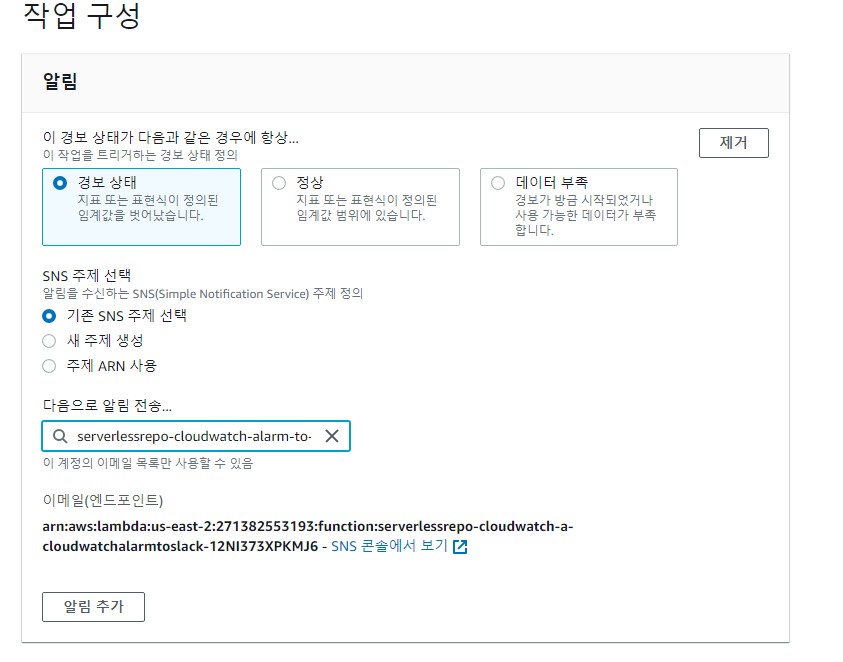 작업 구성
알림
이 경보 상태가 다음과 같은 경우에 항상...
이 작업을 트리거하는 경보 상태 정의
제거
경보 상태
지표 또는 표현식이 정의된
임계값을 벗어났습니다.
정상
지표 또는 표현식이 정의된
임계값 범위에 있습니다.
데이터 부족
경보가 방금 시작되었거나
사용 가능한 데이터가 부족
합니다.
SNS 주제 선택
알림을 수신하는 SNS(Simple Notification Service) 주제 정의
기존 SNS 주제 선택
새 주제 생성
주제 ARN 사용
다음으로 알림 전송...
serverlessrepo-cloudwatch-alarm-to-
이 계정의 이메일 목록만 사용할 수 있음
이메일(엔드포인트)
arn:aws:lambda:us-east-2:271382553193:function:serverlessrepo-cloudwatch-a-
cloudwatchalarmtoslack-12NI373XPKMJ6 - SNS 콘솔에서 보기
알림 추가